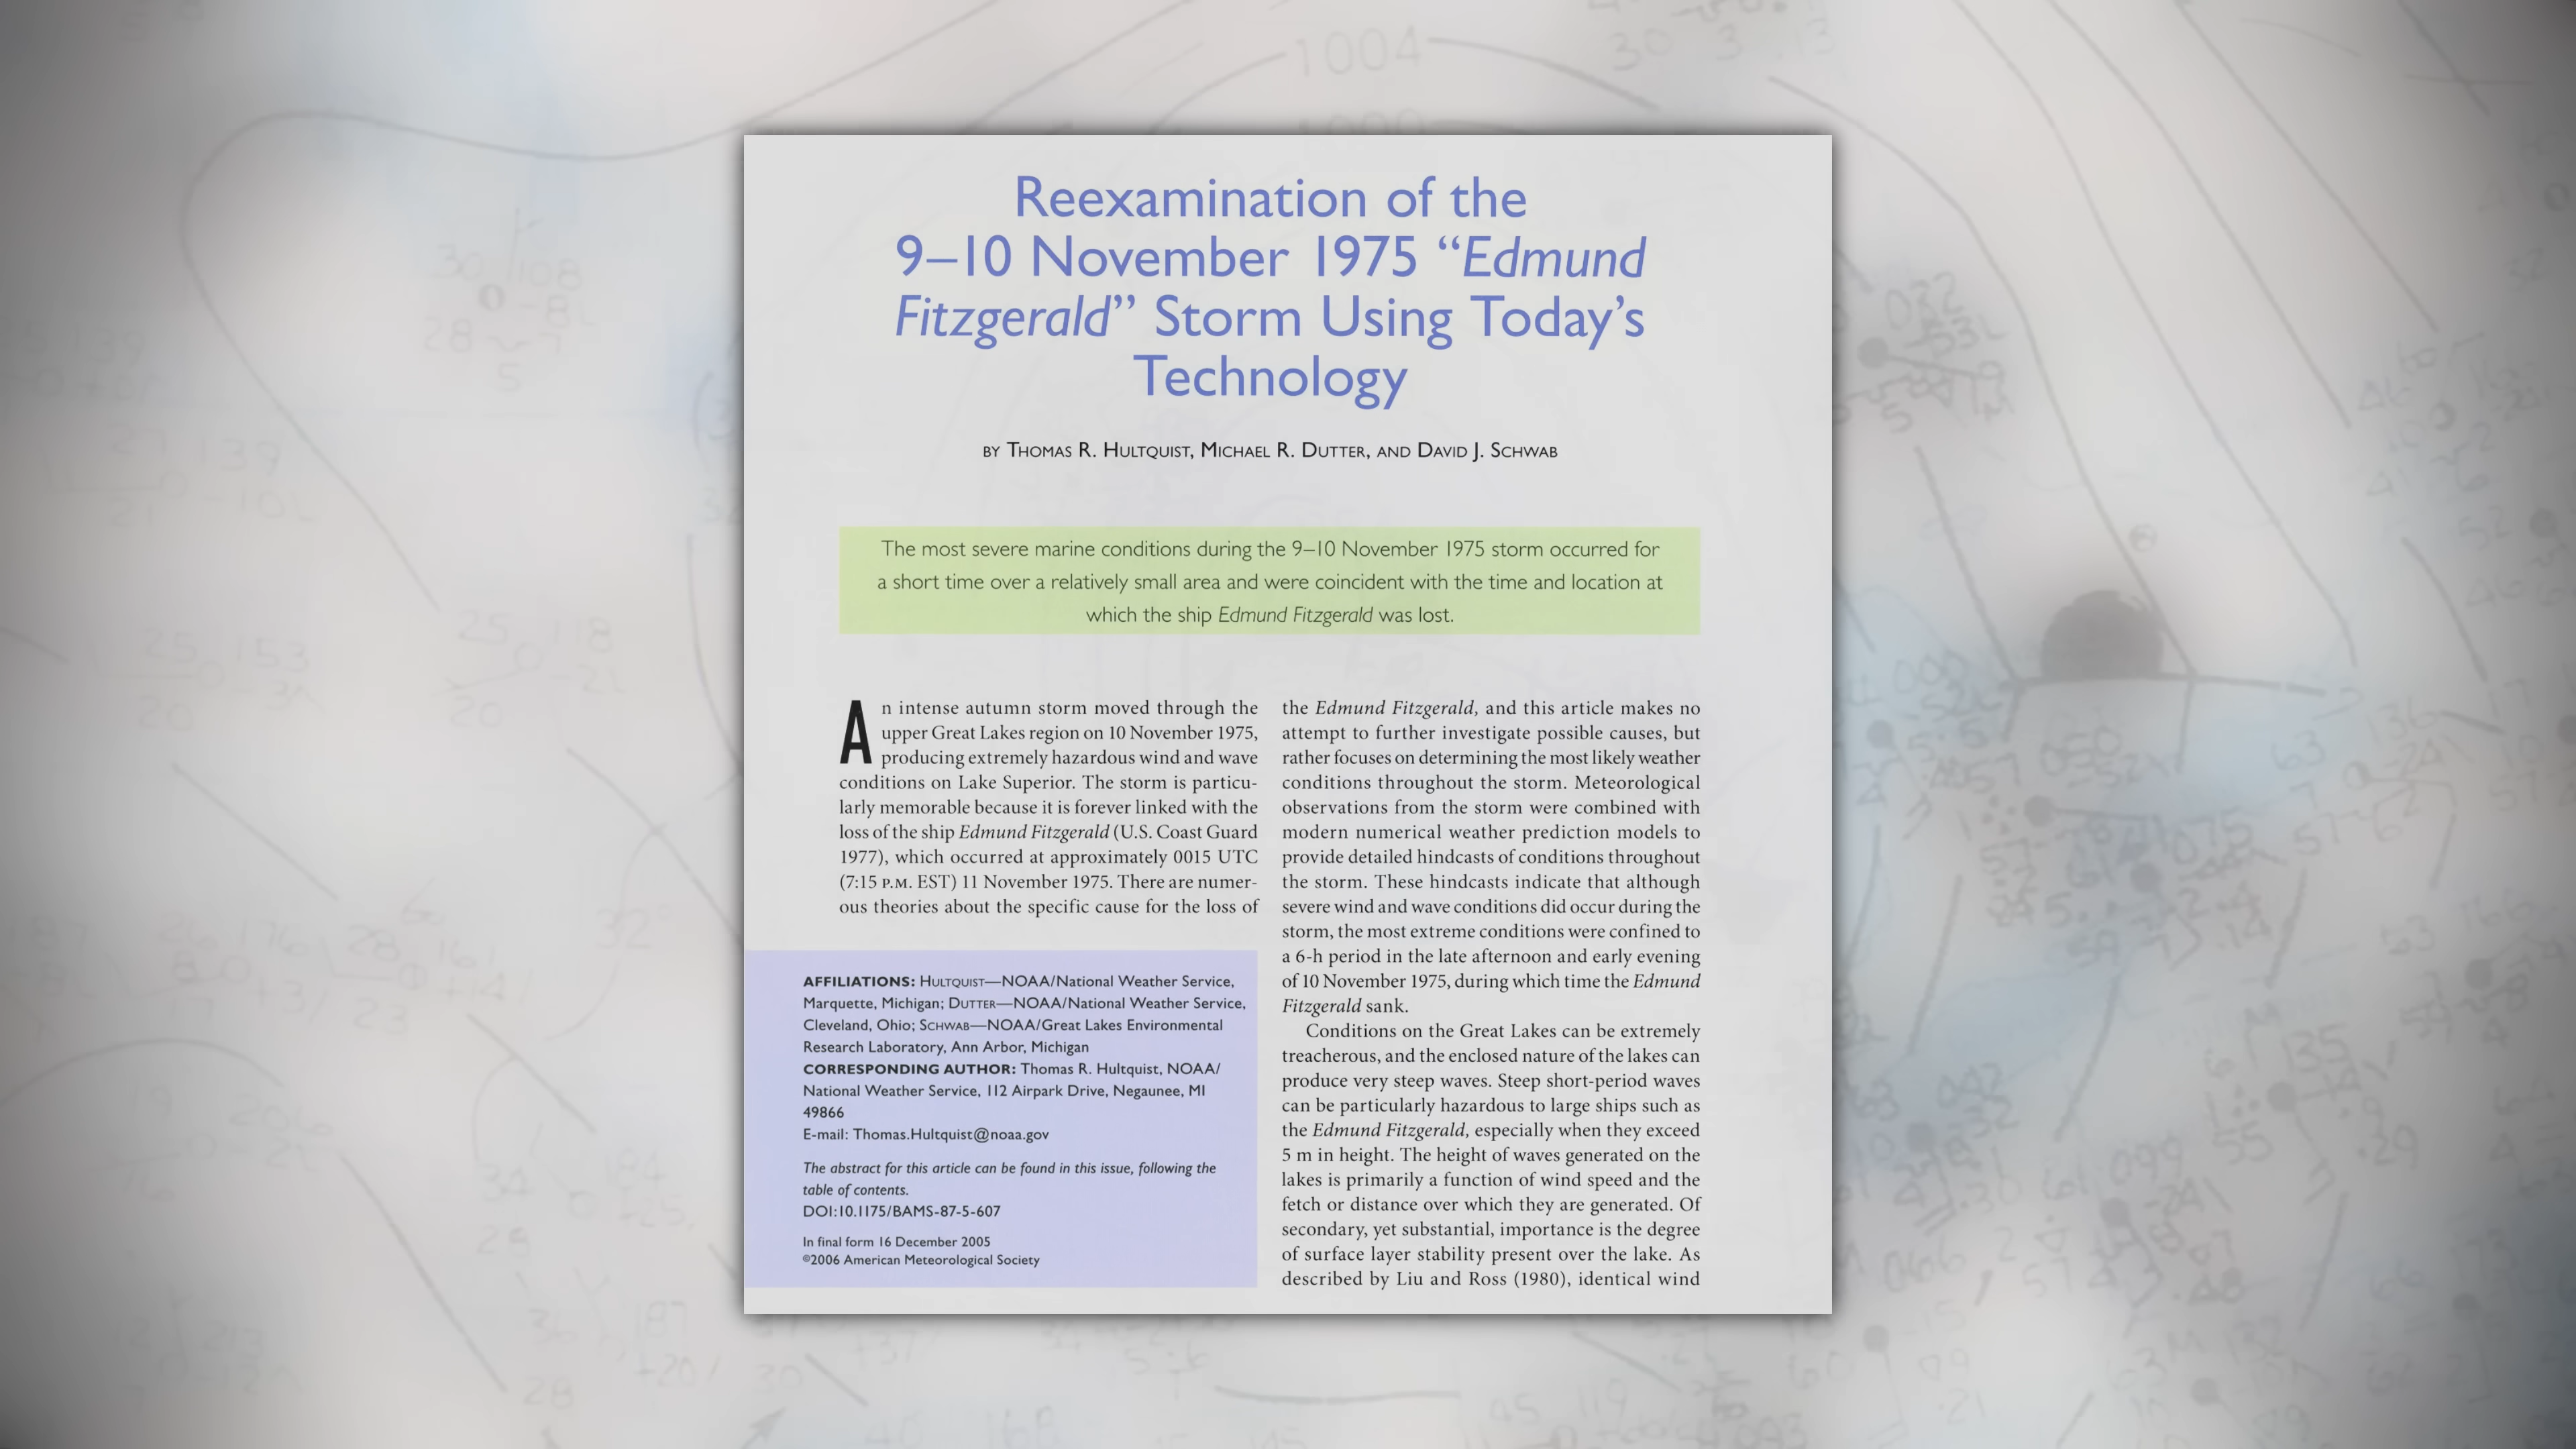 Reexamination of the
9–10 November 1975 “Edmund
Fitzgerald” Storm Using Today’s
Technology
BY THOMAS R. HULTQUIST, MICHAEL R. DUTTER, AND DAVID J. SCHWAB
The most severe marine conditions during the 9–10 November 1975 storm occurred for
a short time over a relatively small area and were coincident with the time and location at
which the ship Edmund Fitzgerald was lost.
An intense autumn storm moved through the
upper Great Lakes region on 10 November 1975,
producing extremely hazardous wind and wave
conditions on Lake Superior. The storm is particu-
larly memorable because it is forever linked with the
loss of the ship Edmund Fitzgerald (U.S. Coast Guard
1977), which occurred at approximately 0015 UTC
(7:15 P.M. EST) 11 November 1975. There are numer-
ous theories about the specific cause for the loss of
AFFILIATIONS: HULTQUIST—NOAA/National Weather Service,
Marquette, Michigan; DUTTER—NOAA/National Weather Service,
Cleveland, Ohio; SCHWAB—NOAA/Great Lakes Environmental
Research Laboratory, Ann Arbor, Michigan
CORRESPONDING AUTHOR: Thomas R. Hultquist, NOAA/
National Weather Service, 112 Airpark Drive, Negaunee, MI
49866
E-mail: Thomas.Hultquist@noaa.gov
The abstract for this article can be found in this issue, following the
table of contents.
DOI:10.1175/BAMS-87-5-607
In final form 16 December 2005
©2006 American Meteorological Society
the Edmund Fitzgerald, and this article makes no
attempt to further investigate possible causes, but
rather focuses on determining the most likely weather
conditions throughout the storm. Meteorological
observations from the storm were combined with
modern numerical weather prediction models to
provide detailed hindcasts of conditions throughout
the storm. These hindcasts indicate that although
severe wind and wave conditions did occur during the
storm, the most extreme conditions were confined to
a 6-h period in the late afternoon and early evening
of 10 November 1975, during which time the Edmund
Fitzgerald sank.
Conditions on the Great Lakes can be extremely
treacherous, and the enclosed nature of the lakes can
produce very steep waves. Steep short-period waves
can be particularly hazardous to large ships such as
the Edmund Fitzgerald, especially when they exceed
5 m in height. The height of waves generated on the
lakes is primarily a function of wind speed and the
fetch or distance over which they are generated. Of
secondary, yet substantial, importance is the degree
of surface layer stability present over the lake. As
described by Liu and Ross (1980), identical wind
1004